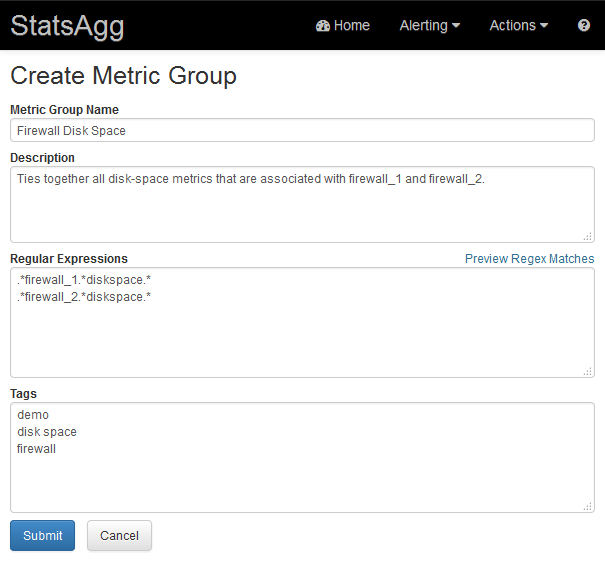 StatsAgg Home Alerting Actions
Create Metric Group
Metric Group Name
Firewall Disk Space
Description
Ties together all disk-space metrics that are associated with firewall_1 and firewall_2.
Regular Expressions Preview Regex Matches
.*firewall_1.*diskspace.*
.*firewall_2.*diskspace.*
Tags
demo
disk space
firewall
Submit Cancel